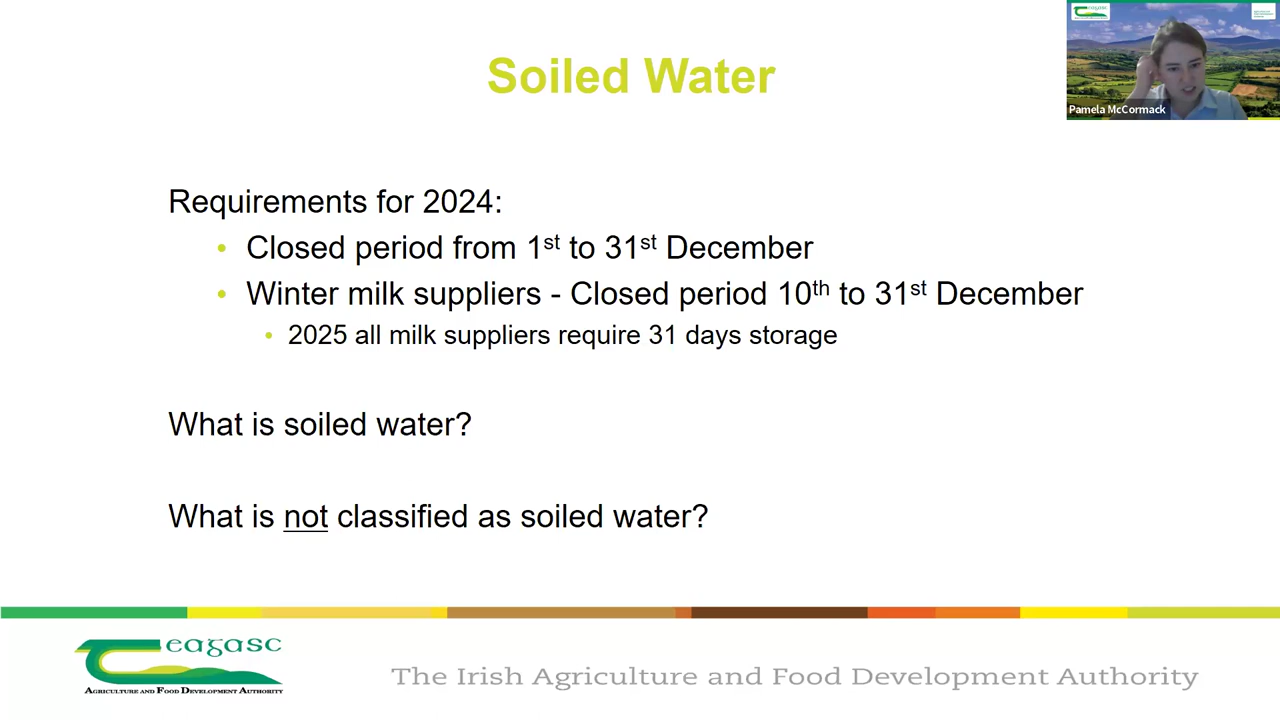 Soiled Water
Pamela McCormack
Requirements for 2024:
• Closed period from 1st to 31st December
• Winter milk suppliers - Closed period 10th to 31st December
• 2025 all milk suppliers require 31 days storage
What is soiled water?
What is not classified as soiled water?
eagasc
AGRICULTURE AND FOOD DEVELOPMENT AUTHORITY
The Irish Agriculture and Food Development Authority